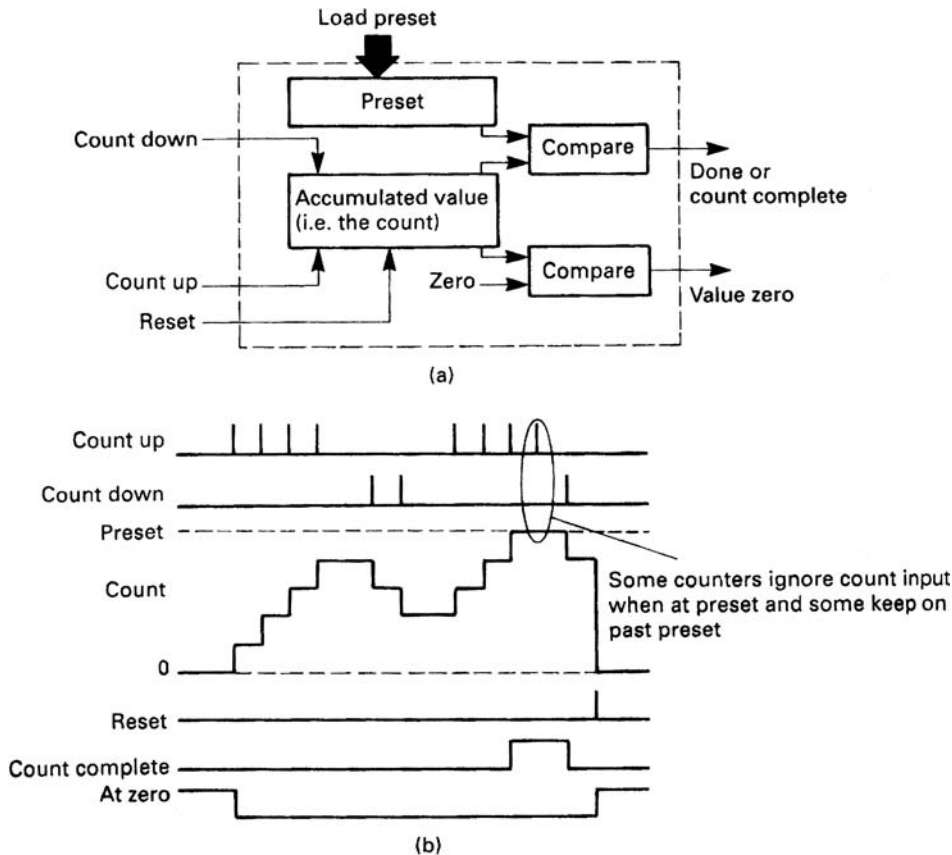 Load preset
Preset
Count down
Compare
Done or
count complete
Accumulated value
(i.e. the count)
Count up
Zero
Compare
Value zero
Reset
(a)
Count up
Count down
Preset
Count
Some counters ignore count input
when at preset and some keep on
past preset
0
Reset
Count complete
At zero
(b)